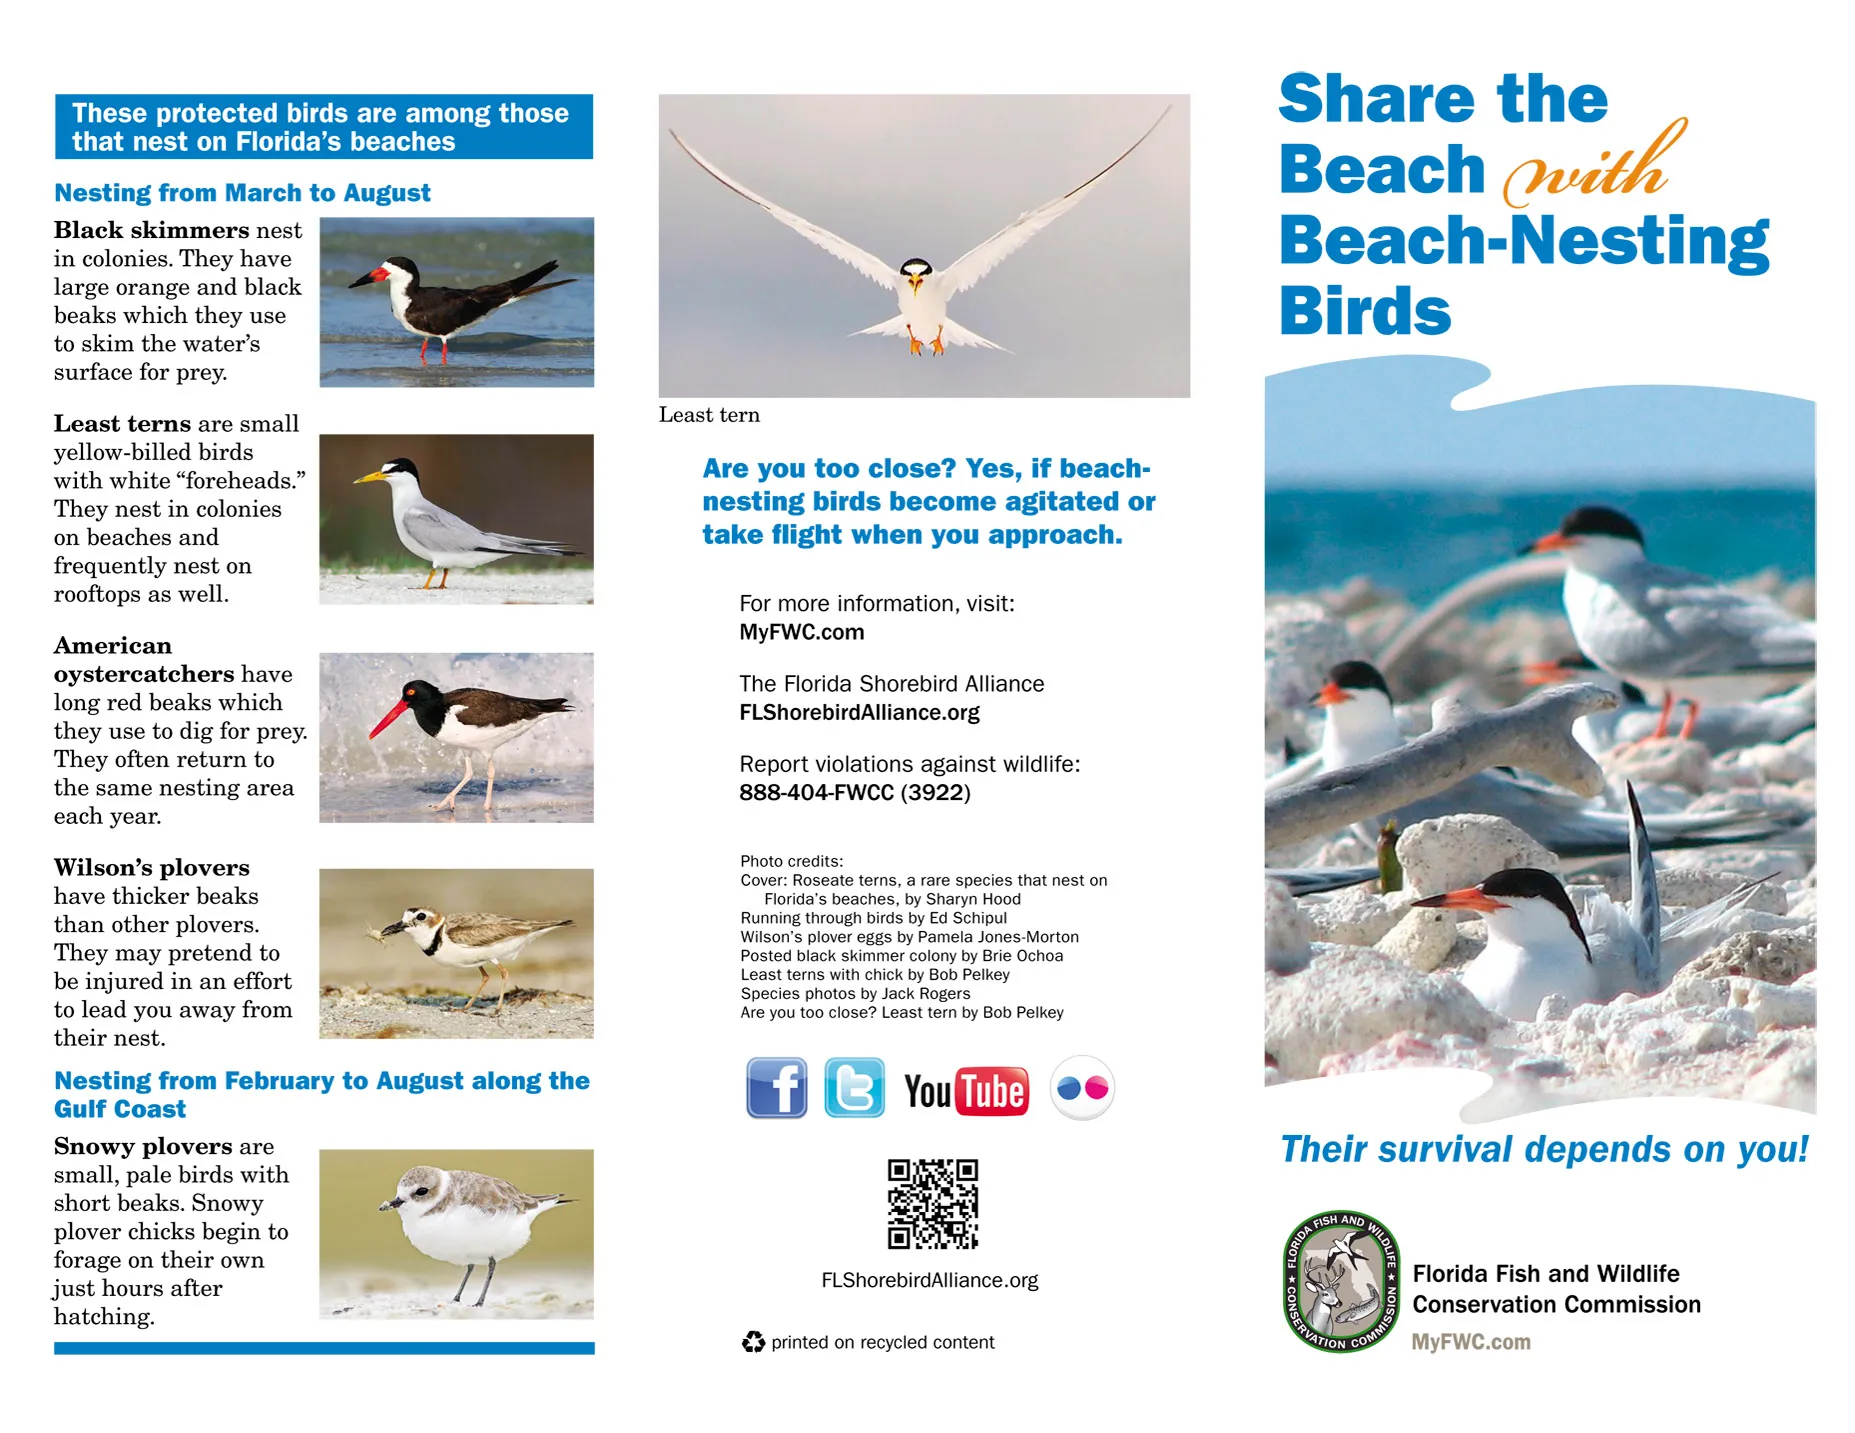 These protected birds are among those
that nest on Florida's beaches
Nesting from March to August
Black skimmers nest
in colonies. They have
large orange and black
beaks which they use
to skim the water's
surface for prey.
Least terns are small
yellow-billed birds
with white “foreheads.”
They nest in colonies
on beaches and
frequently nest on
rooftops as well.
American
oystercatchers have
long red beaks which
they use to dig for prey.
They often return to
the same nesting area
each year.
Wilson's plovers
have thicker beaks
than other plovers.
They may pretend to
be injured in an effort
to lead you away from
their nest.
Nesting from February to August along the
Gulf Coast
Snowy plovers are
small, pale birds with
short beaks. Snowy
plover chicks begin to
forage on their own
just hours after
hatching.
Least tern
Are you too close? Yes, if beach-
nesting birds become agitated or
take flight when you approach.
For more information, visit:
MyFWC.com
The Florida Shorebird Alliance
FLShorebirdAlliance.org
Report violations against wildlife:
888-404-FWCC (3922)
Photo credits:
Cover: Roseate terns, a rare species that nest on
Florida's beaches, by Sharyn Hood
Running through birds by Ed Schipul
Wilson's plover eggs by Pamela Jones-Morton
Posted black skimmer colony by Brie Ochoa
Least terns with chick by Bob Pelkey
Species photos by Jack Rogers
Are you too close? Least tern by Bob Pelkey
f t YouTube
FLShorebirdAlliance.org
printed on recycled content
Share the
Beach with
Beach-Nesting
Birds
Their survival depends on you!
FLORIDA FISH AND WILDLIFE
CONSERVATION COMMISSION
Florida Fish and Wildlife
Conservation Commission
MyFWC.com